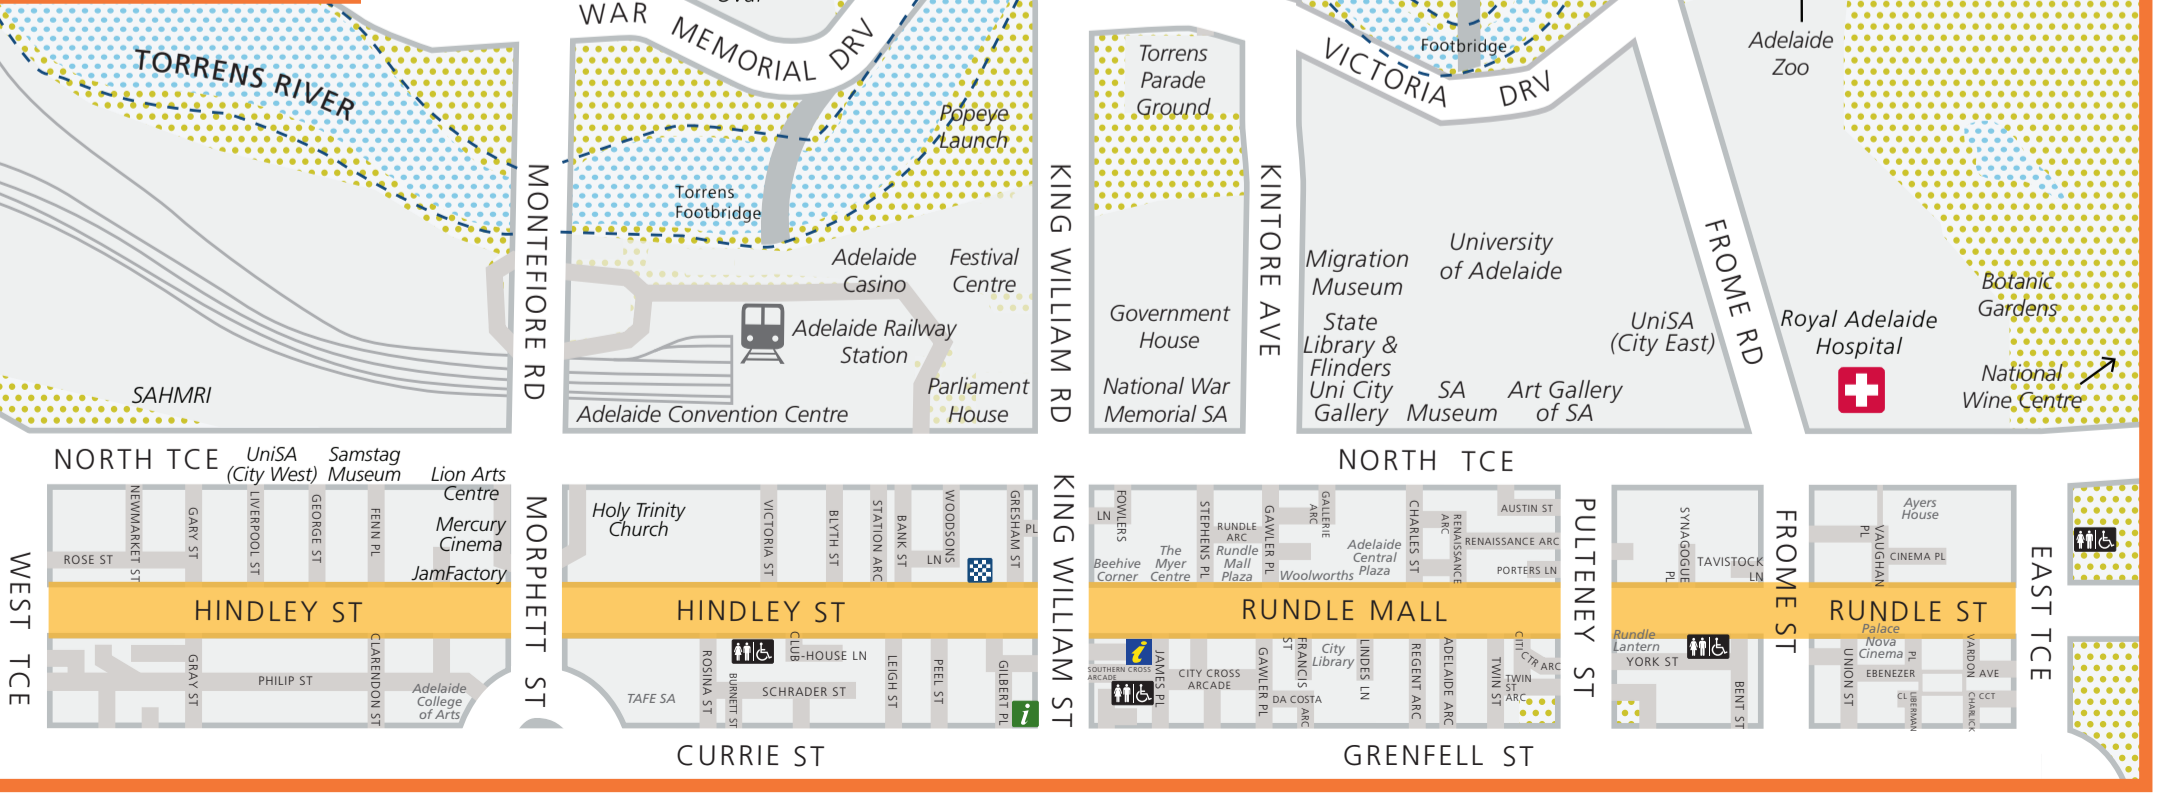 Oval
WAR MEMORIAL DRV
TORRENS RIVER
Popeye
Launch
Torrens
Footbridge
Torrens
Parade
Ground
Footbridge
VICTORIA DRV
Adelaide
Zoo
MONTEFIORE RD
KING WILLIAM RD
KINTORE AVE
FROME RD
Adelaide
Casino
Festival
Centre
Adelaide Railway
Station
SAHMRI
Adelaide Convention Centre
Parliament
House
Government
House
National War
Memorial SA
Migration
Museum
University
of Adelaide
State
Library &
Flinders
Uni City
Gallery
SA
Museum
Art Gallery
of SA
UniSA
(City East)
Royal Adelaide
Hospital
Botanic
Gardens
National
Wine Centre
NORTH TCE
NORTH TCE
UniSA
(City West)
Samstag
Museum
Lion Arts
Centre
Mercury
Cinema
JamFactory
NEWMARKET ST
GARY ST
LIVERPOOL ST
GEORGE ST
FENN PL
ROSE ST
WEST TCE
MORPHETT ST
Holy Trinity
Church
VICTORIA ST
BLYTH ST
STATION ARC
BANK ST
WOODSONS
LN
GRESHAM ST
PL
KING WILLIAM ST
LN
FOWLERS
Beehive
Corner
The
Myer
Centre
STEPHENS PL
RUNDLE
ARC
Rundle
Mall
Plaza
GAWLER PL
GALLERIE
ARC
Woolworths
Adelaide
Central
Plaza
CHARLES ST
RENAISSANCE
ARC
AUSTIN ST
RENAISSANCE ARC
PORTERS LN
PULTENEY ST
SYNAGOGUE
PL
TAVISTOCK
LN
FROME ST
Ayers
House
VAUGHAN
PL
CINEMA PL
EAST TCE
HINDLEY ST
HINDLEY ST
RUNDLE MALL
RUNDLE ST
GRAY ST
PHILIP ST
CLARENDON ST
Adelaide
College
of Arts
TAFE SA
ROSINA ST
BURNETT ST
CLUB
-HOUSE LN
SCHRADER ST
LEIGH ST
PEEL ST
GILBERT PL
i
i
SOUTHERN CROSS
ARCADE
JAMES PL
CITY CROSS
ARCADE
GAWLER PL
FRANCIS
ST
DA COSTA
ARC
City
Library
LINDES LN
REGENT ARC
ADELAIDE ARC
TWIN ST
CITI
CTR ARC
TWIN
ST
ARC
Rundle
Lantern
YORK ST
BENT ST
Palace
Nova
Cinema
UNION ST
EBENEZER
PL
CL
LIBERMAN
VARDON AVE
CHARLICK
CCT
CURRIE ST
GRENFELL ST